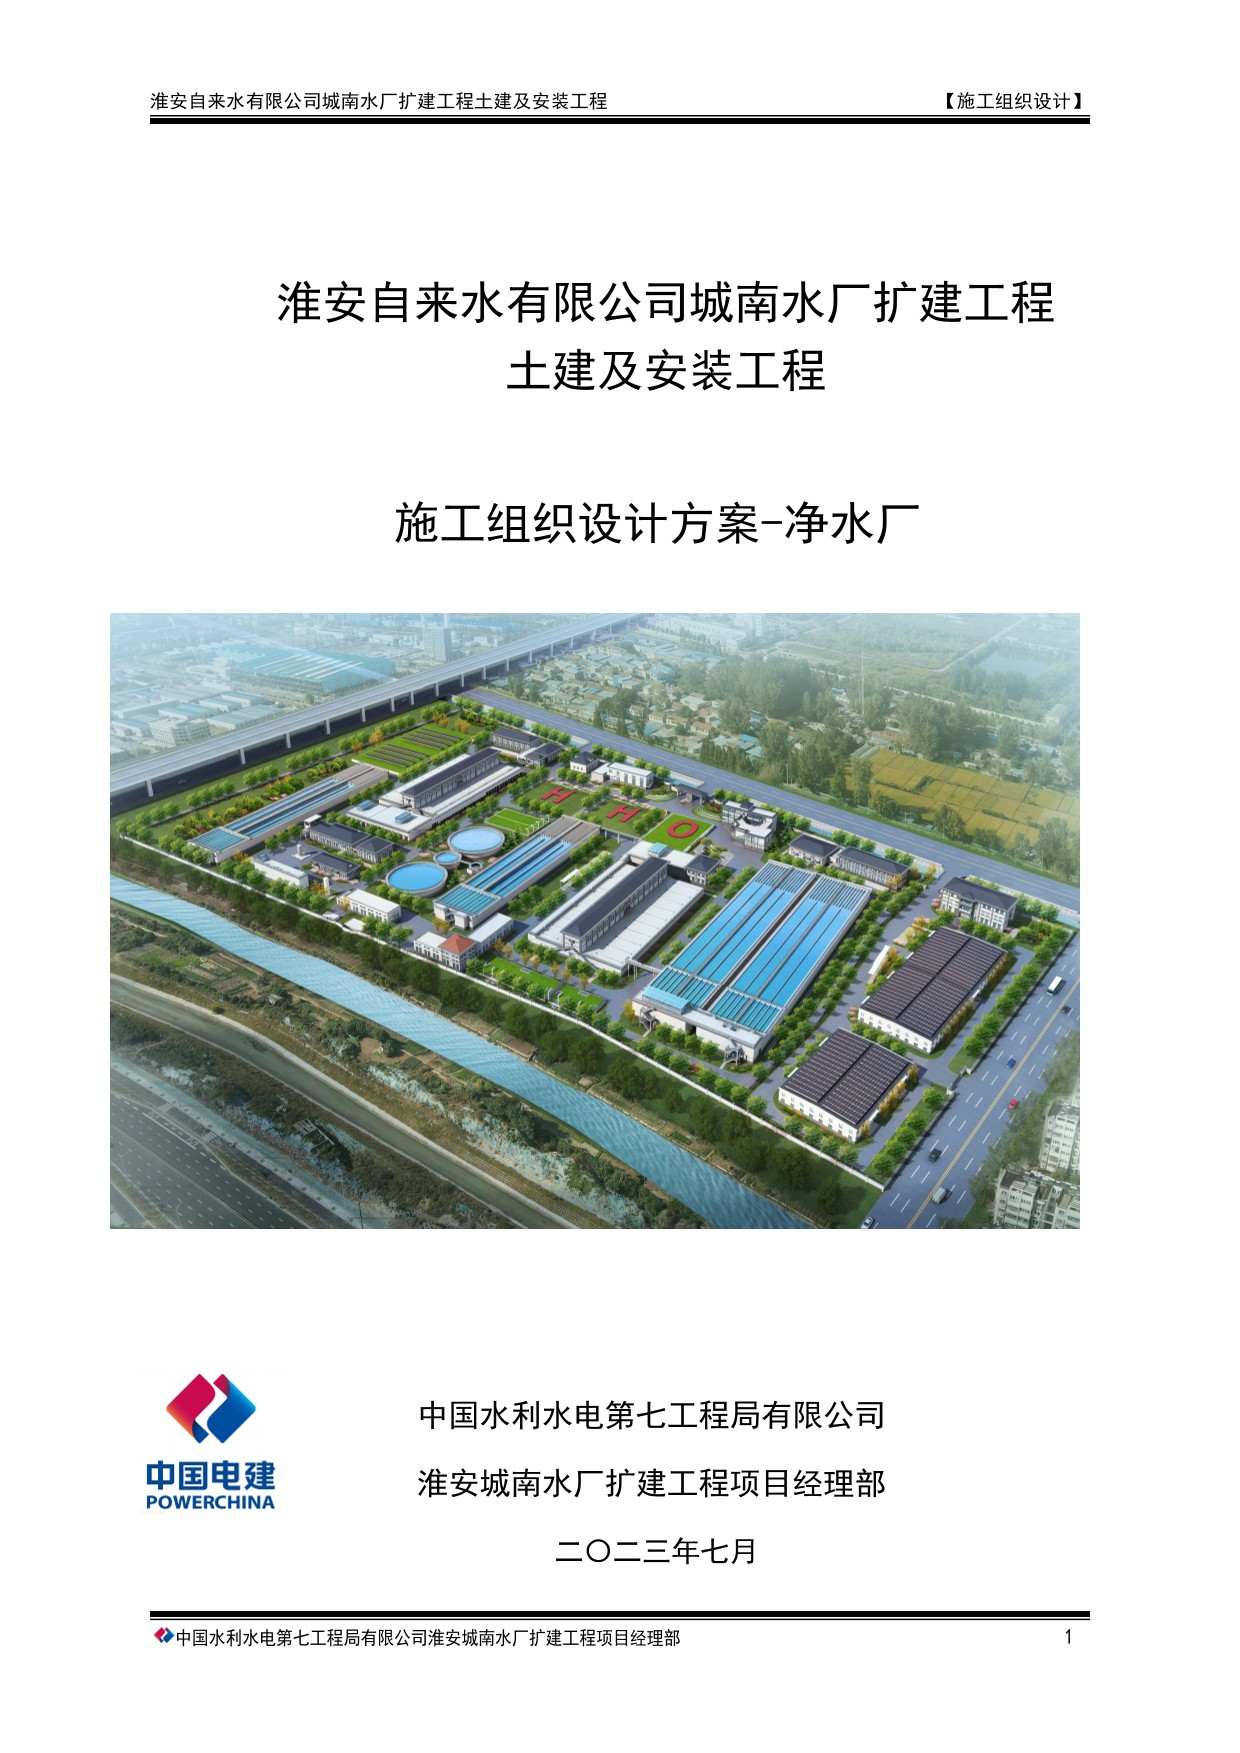 淮安自来水有限公司城南水厂扩建工程土建及安装工程 【施工组织设计】
淮安自来水有限公司城南水厂扩建工程
土建及安装工程
施工组织设计方案-净水厂
H H O
中国水利水电第七工程局有限公司
中国电建
POWERCHINA
淮安城南水厂扩建工程项目经理部
二〇二三年七月
中国水利水电第七工程局有限公司淮安城南水厂扩建工程项目经理部 1